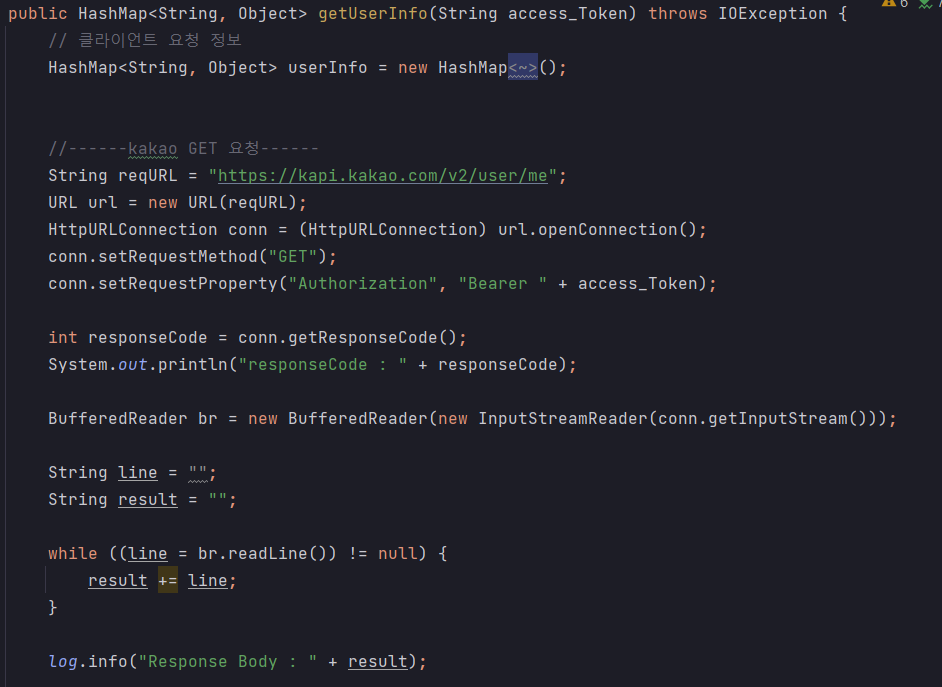 public HashMap<String, Object> getUserInfo(String access_Token) throws IOException {
// 클라이언트 요청 정보
HashMap<String, Object> userInfo = new HashMap<~>();
//------kakao GET 요청------
String reqURL = "https://kapi.kakao.com/v2/user/me";
URL url = new URL(reqURL);
HttpURLConnection conn = (HttpURLConnection) url.openConnection();
conn.setRequestMethod("GET");
conn.setRequestProperty("Authorization", "Bearer " + access_Token);
int responseCode = conn.getResponseCode();
System.out.println("responseCode : " + responseCode);
BufferedReader br = new BufferedReader(new InputStreamReader(conn.getInputStream()));
String line = "";
String result = "";
while ((line = br.readLine()) != null) {
result += line;
}
log.info("Response Body : " + result);